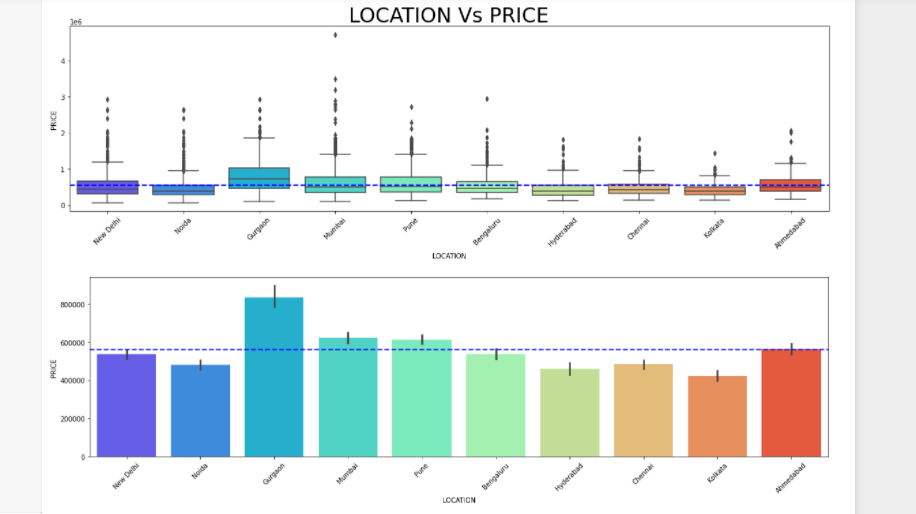 LOCATION Vs PRICE
1e6
4
3
2
1
0
PRICE
New Delhi
Noida
Gurgaon
Mumbai
Pune
Bengaluru
Hyderabad
Chennai
Kolkata
Ahmedabad
LOCATION
800000
600000
400000
200000
0
PRICE
New Delhi
Noida
Gurgaon
Mumbai
Pune
Bengaluru
Hyderabad
Chennai
Kolkata
Ahmedabad
LOCATION